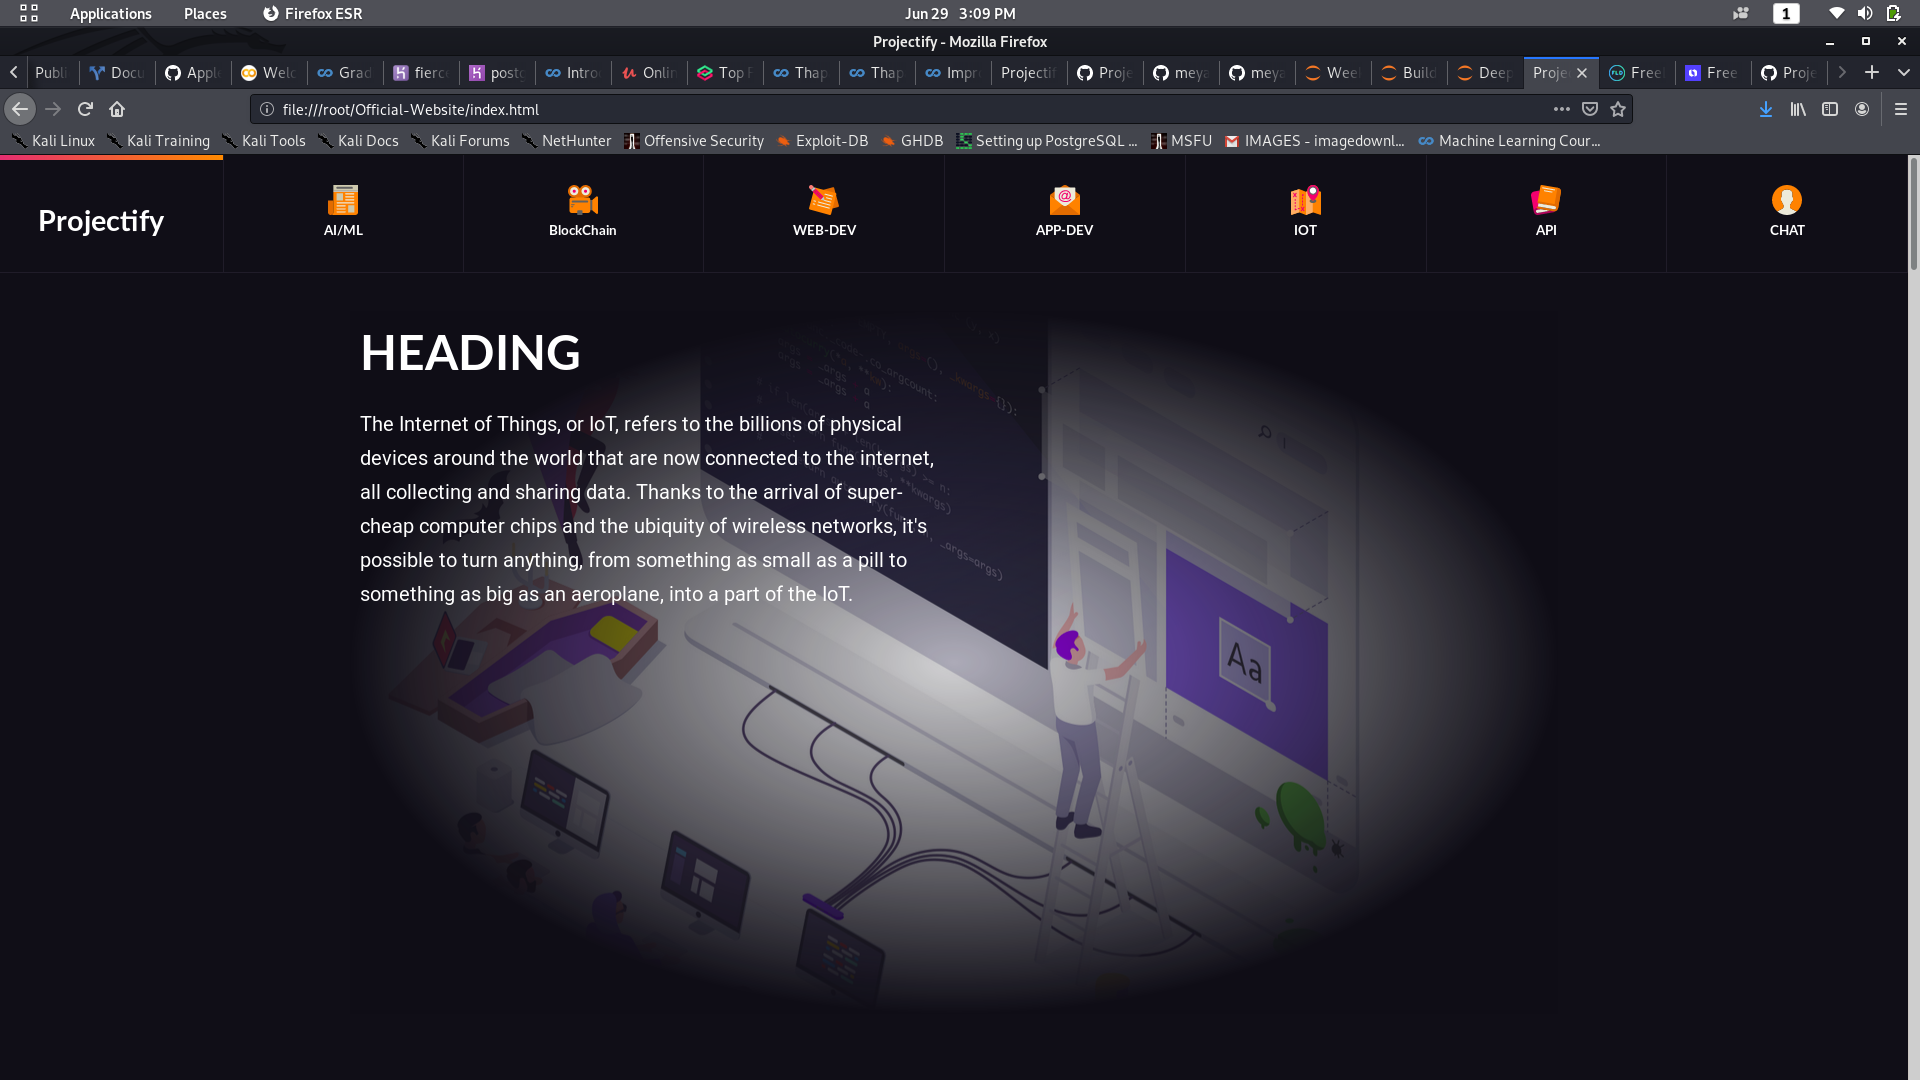 Applications Places Firefox ESR Jun 29 3:09 PM 1
Projectify - Mozilla Firefox
Publi Docu Apple Welc Grad fierc postg Intro Onlin Top F Thap Thap Impro Projectif Proje meya meya Weel Build Deep Proje Free Free Proje
file:///root/Official-Website/index.html
Kali Linux Kali Training Kali Tools Kali Docs Kali Forums NetHunter Offensive Security Exploit-DB GHDB Setting up PostgreSQL ... MSFU IMAGES - imagedownl... Machine Learning Cour...
Projectify
AI/ML BlockChain WEB-DEV APP-DEV IOT API CHAT
HEADING
The Internet of Things, or IoT, refers to the billions of physical
devices around the world that are now connected to the internet,
all collecting and sharing data. Thanks to the arrival of super-
cheap computer chips and the ubiquity of wireless networks, it's
possible to turn anything, from something as small as a pill to
something as big as an aeroplane, into a part of the IoT.
Aa